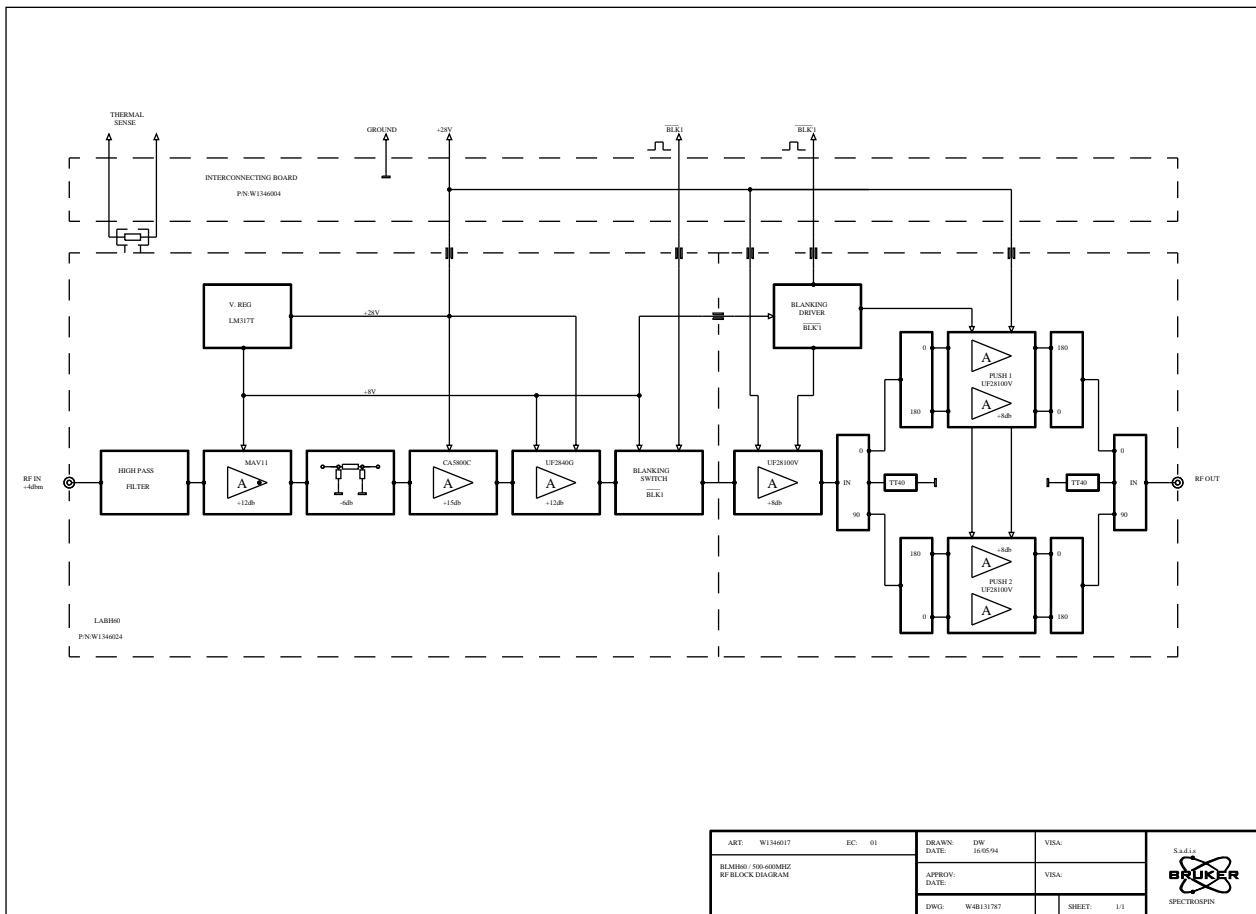 THERMAL
SENSE
GROUND
+28V
BLK1
BLK'1
INTERCONNECTING BOARD
P/N:W1346004
V. REG
LM317T
+28V
BLANKING
DRIVER
BLK'1
0
180
A
PUSH 1
UF28100V
A
+8db
180
0
+8V
RF IN
+4dbm
HIGH PASS
FILTER
MAV11
A
+12db
-6db
CA5800C
A
+15db
UF2840G
A
+12db
BLANKING
SWITCH
BLK1
UF28100V
A
+8db
0
IN
90
TT40
TT40
0
IN
90
RF OUT
180
0
+8db
A
PUSH 2
UF28100V
A
0
180
LABH60
P/N:W1346024
ART: W1346017 EC: 01
BLMH60 / 500-600MHZ
RF BLOCK DIAGRAM
DRAWN: DW
DATE: 16/05/94
VISA:
APPROV:
DATE:
VISA:
DWG: W4B131787
SHEET: 1/1
S.a.d.i.s
BRUKER
SPECTROSPIN